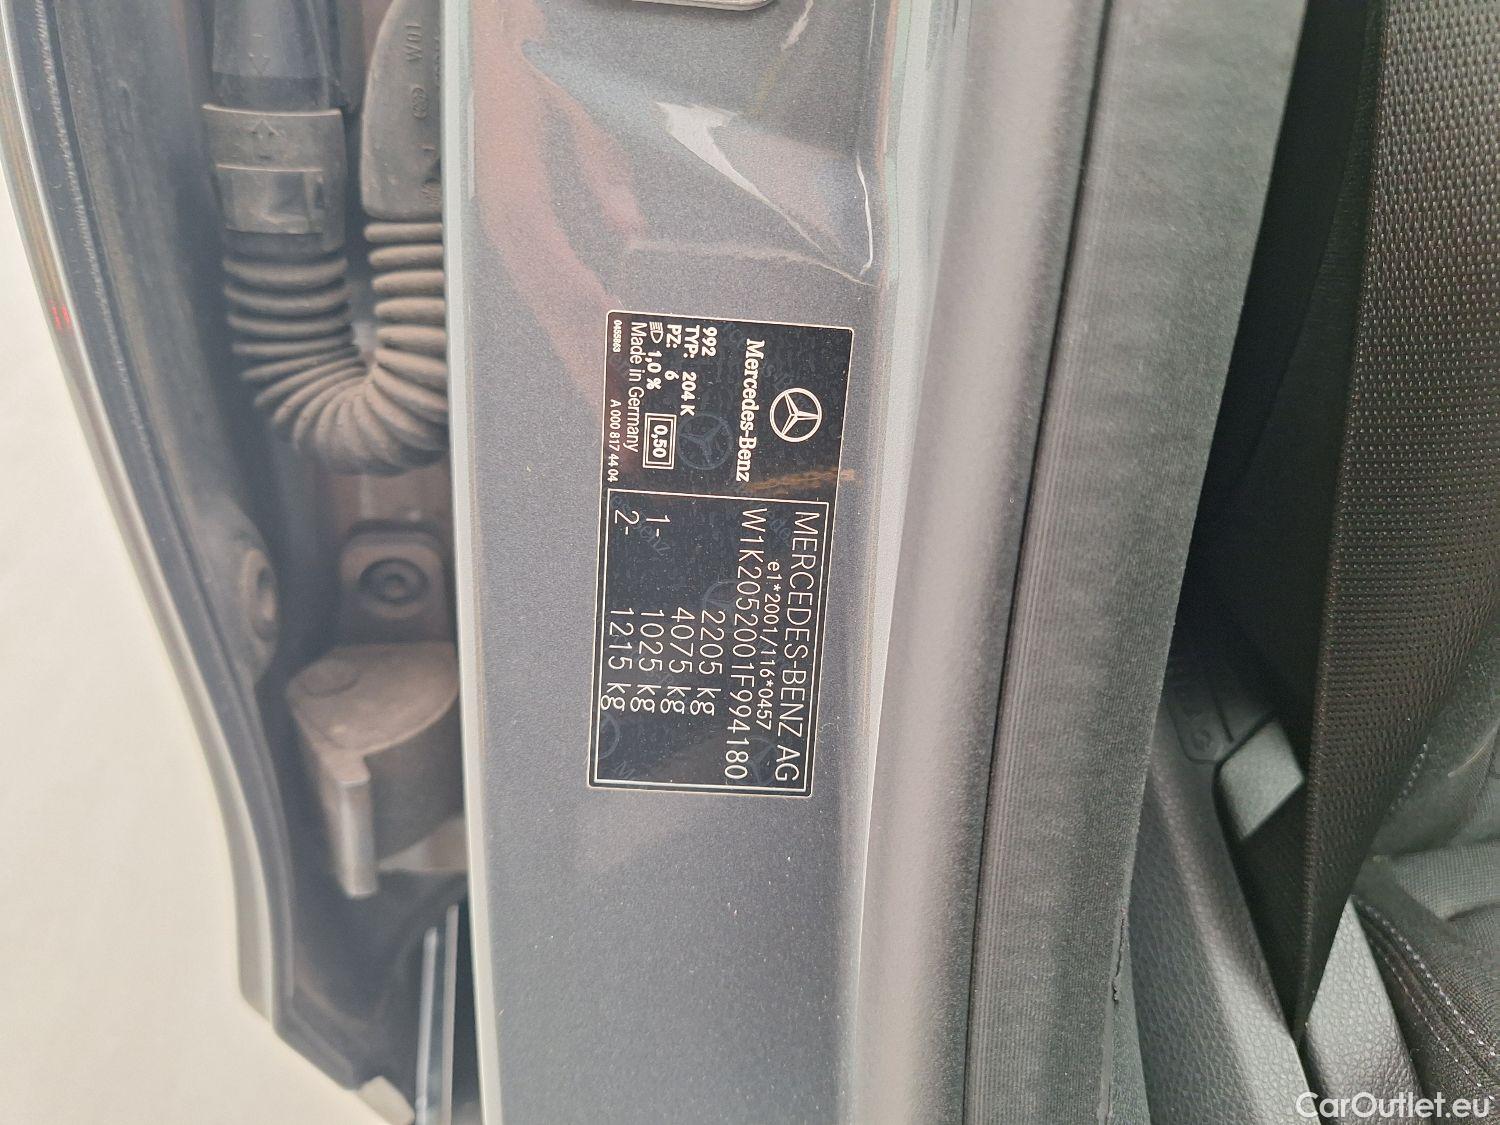 Mercedes-Benz
992
TYP: 204 K
PZ: 6
1,0 %
0,50
Made in Germany
0455863
A 000 817 44 04
MERCEDES-BENZ AG
e1*2001/116*0457
W1K2052001F994180
2205 kg
4075 kg
1- 1025 kg
2- 1215 kg
CarOutlet.eu